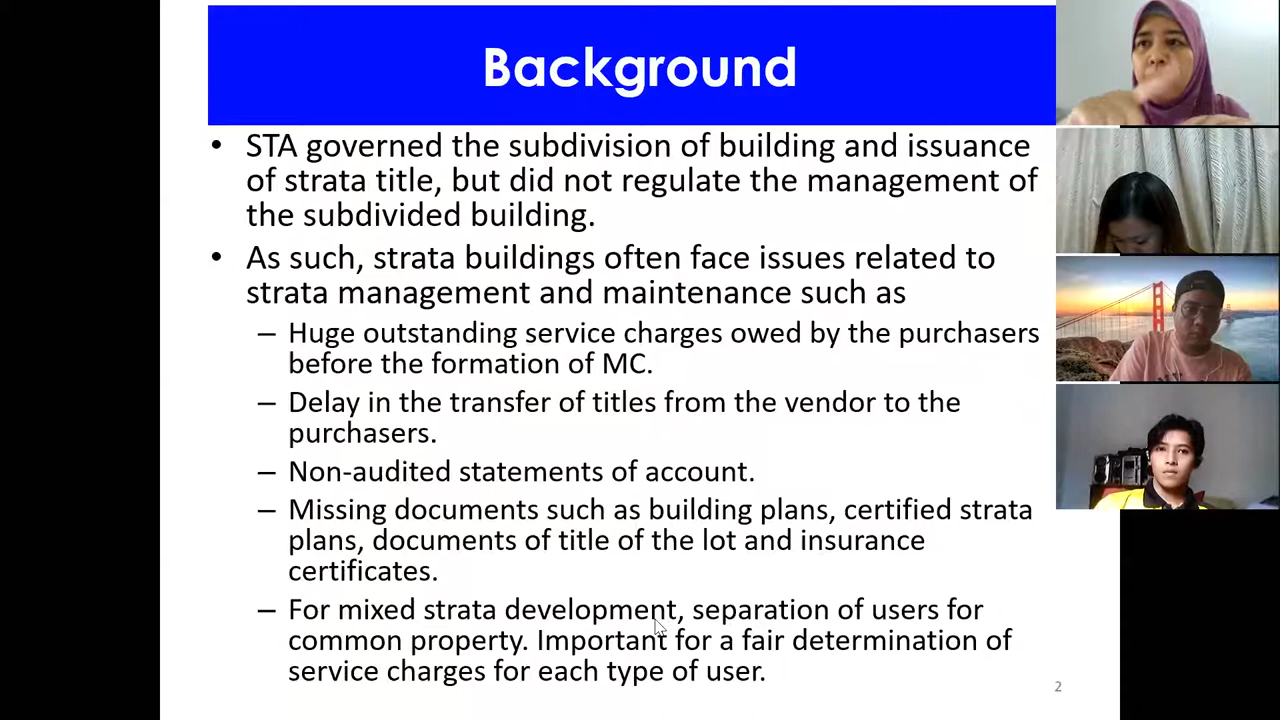 Background
• STA governed the subdivision of building and issuance
of strata title, but did not regulate the management of
the subdivided building.
• As such, strata buildings often face issues related to
strata management and maintenance such as
– Huge outstanding service charges owed by the purchasers
before the formation of MC.
– Delay in the transfer of titles from the vendor to the
purchasers.
– Non-audited statements of account.
– Missing documents such as building plans, certified strata
plans, documents of title of the lot and insurance
certificates.
– For mixed strata development, separation of users for
common property. Important for a fair determination of
service charges for each type of user.
2